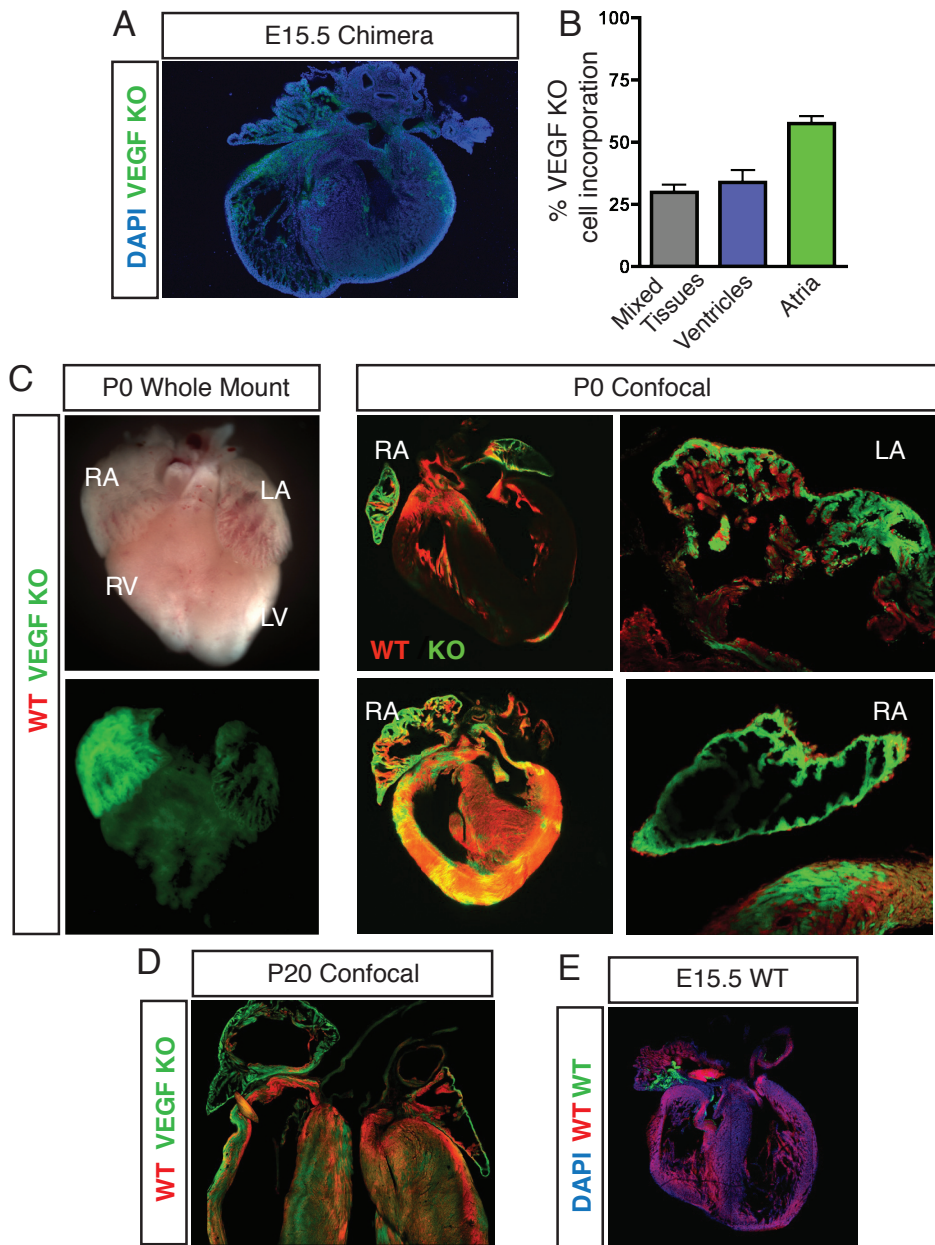 A
E15.5 Chimera
DAPI VEGF KO
B
% VEGF KO
cell incorporation
100
75
50
25
0
Mixed
Tissues
Ventricles
Atria
C
P0 Whole Mount
P0 Confocal
WT VEGF KO
RA
LA
RV
LV
RA
WT / KO
LA
RA
RA
D
P20 Confocal
WT VEGF KO
E
E15.5 WT
DAPI WT WT